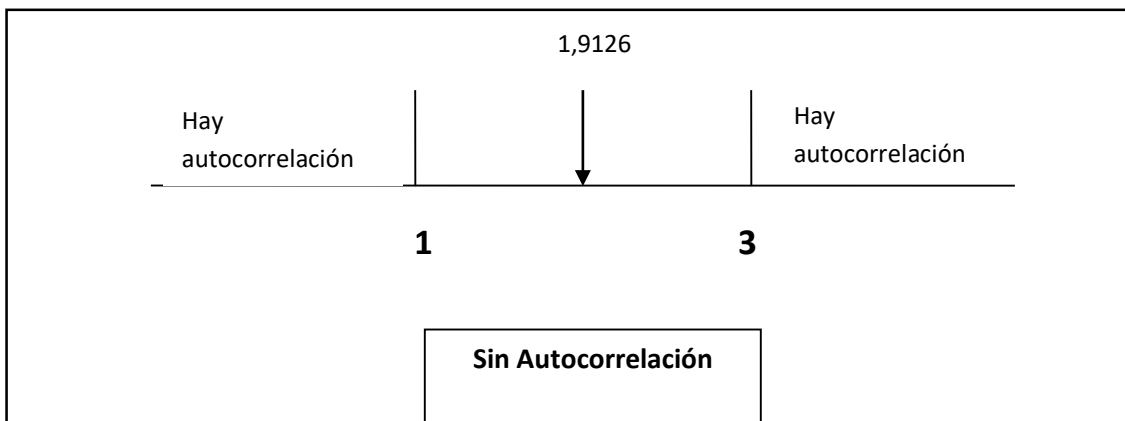 1,9126
Hay
autocorrelación
Hay
autocorrelación
1
3
Sin Autocorrelación